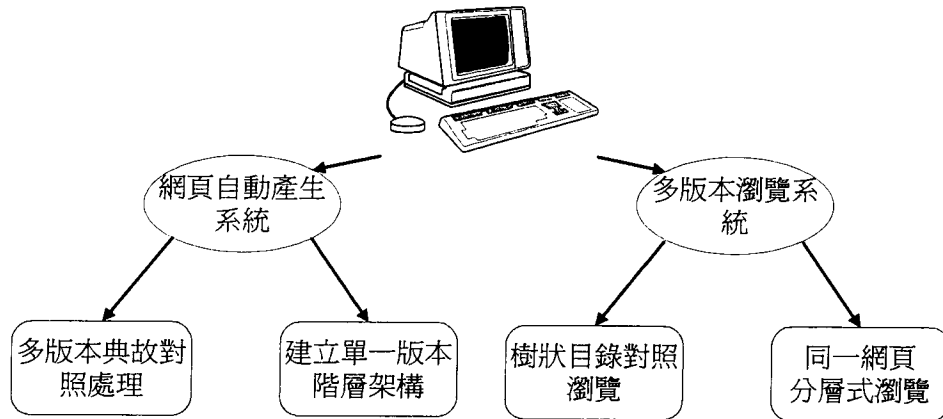 網頁自動產生
系統
多版本瀏覽系
統
多版本典故對
照處理
建立單一版本
階層架構
樹狀目錄對照
瀏覽
同一網頁
分層式瀏覽